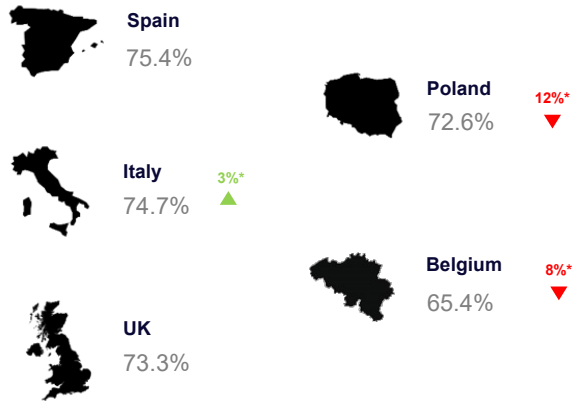 Spain
75.4%
Italy
74.7%
3%*
UK
73.3%
Poland
72.6%
12%*
Belgium
65.4%
8%*